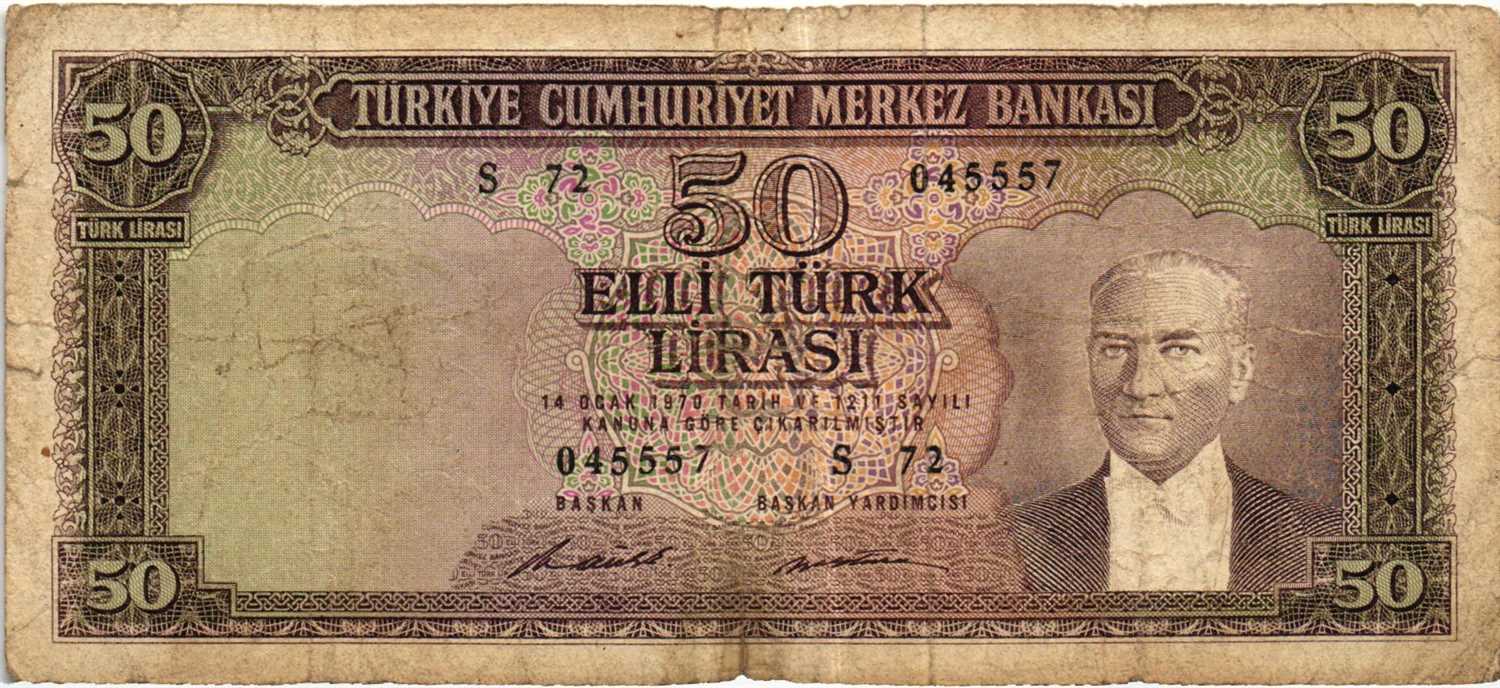 TÜRKİYE CUMHURİYET MERKEZ BANKASI
50 50
S 72 50 045557
TÜRK LİRASI TÜRK LİRASI
ELLİ TÜRK
LİRASI
14 OCAK 1970 TARİH VE 1211 SAYILI
KANUNA GÖRE ÇIKARILMIŞTIR
045557 S 72
BAŞKAN BAŞKAN YARDIMCISI
50 50